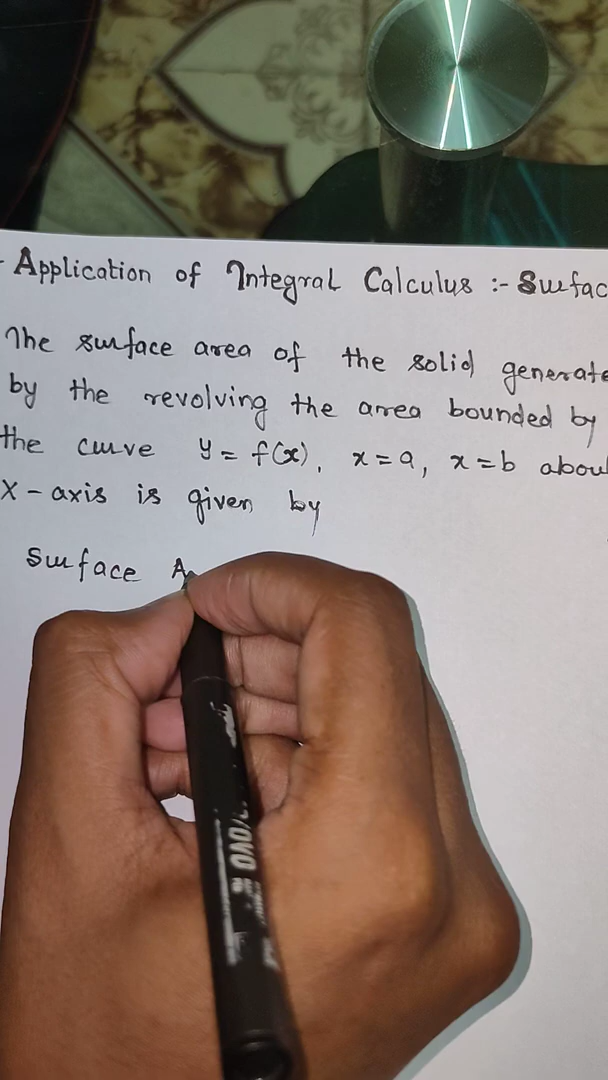 - Application of Integral Calculus :- Surfac
The surface area of the solid generate
by the revolving the area bounded by
the curve y = f(x), x = a, x = b abou
X - axis is given by
Surface A